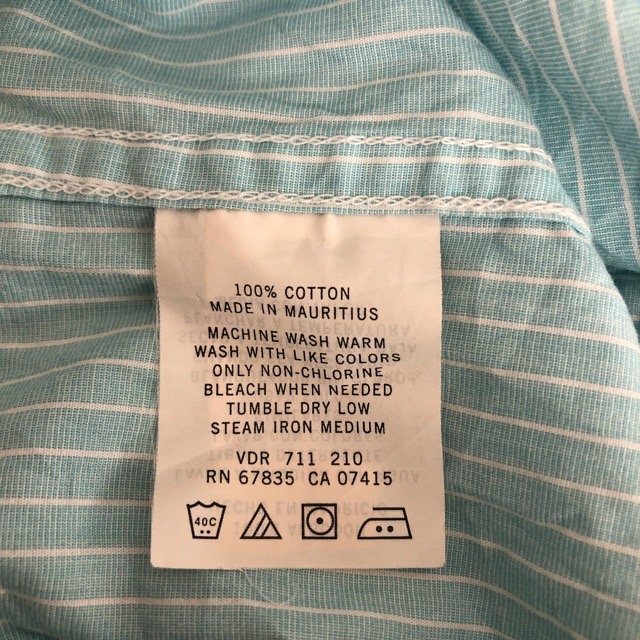 100% COTTON
MADE IN MAURITIUS
MACHINE WASH WARM
WASH WITH LIKE COLORS
ONLY NON-CHLORINE
BLEACH WHEN NEEDED
TUMBLE DRY LOW
STEAM IRON MEDIUM
VDR 711 210
RN 67835 CA 07415
40C